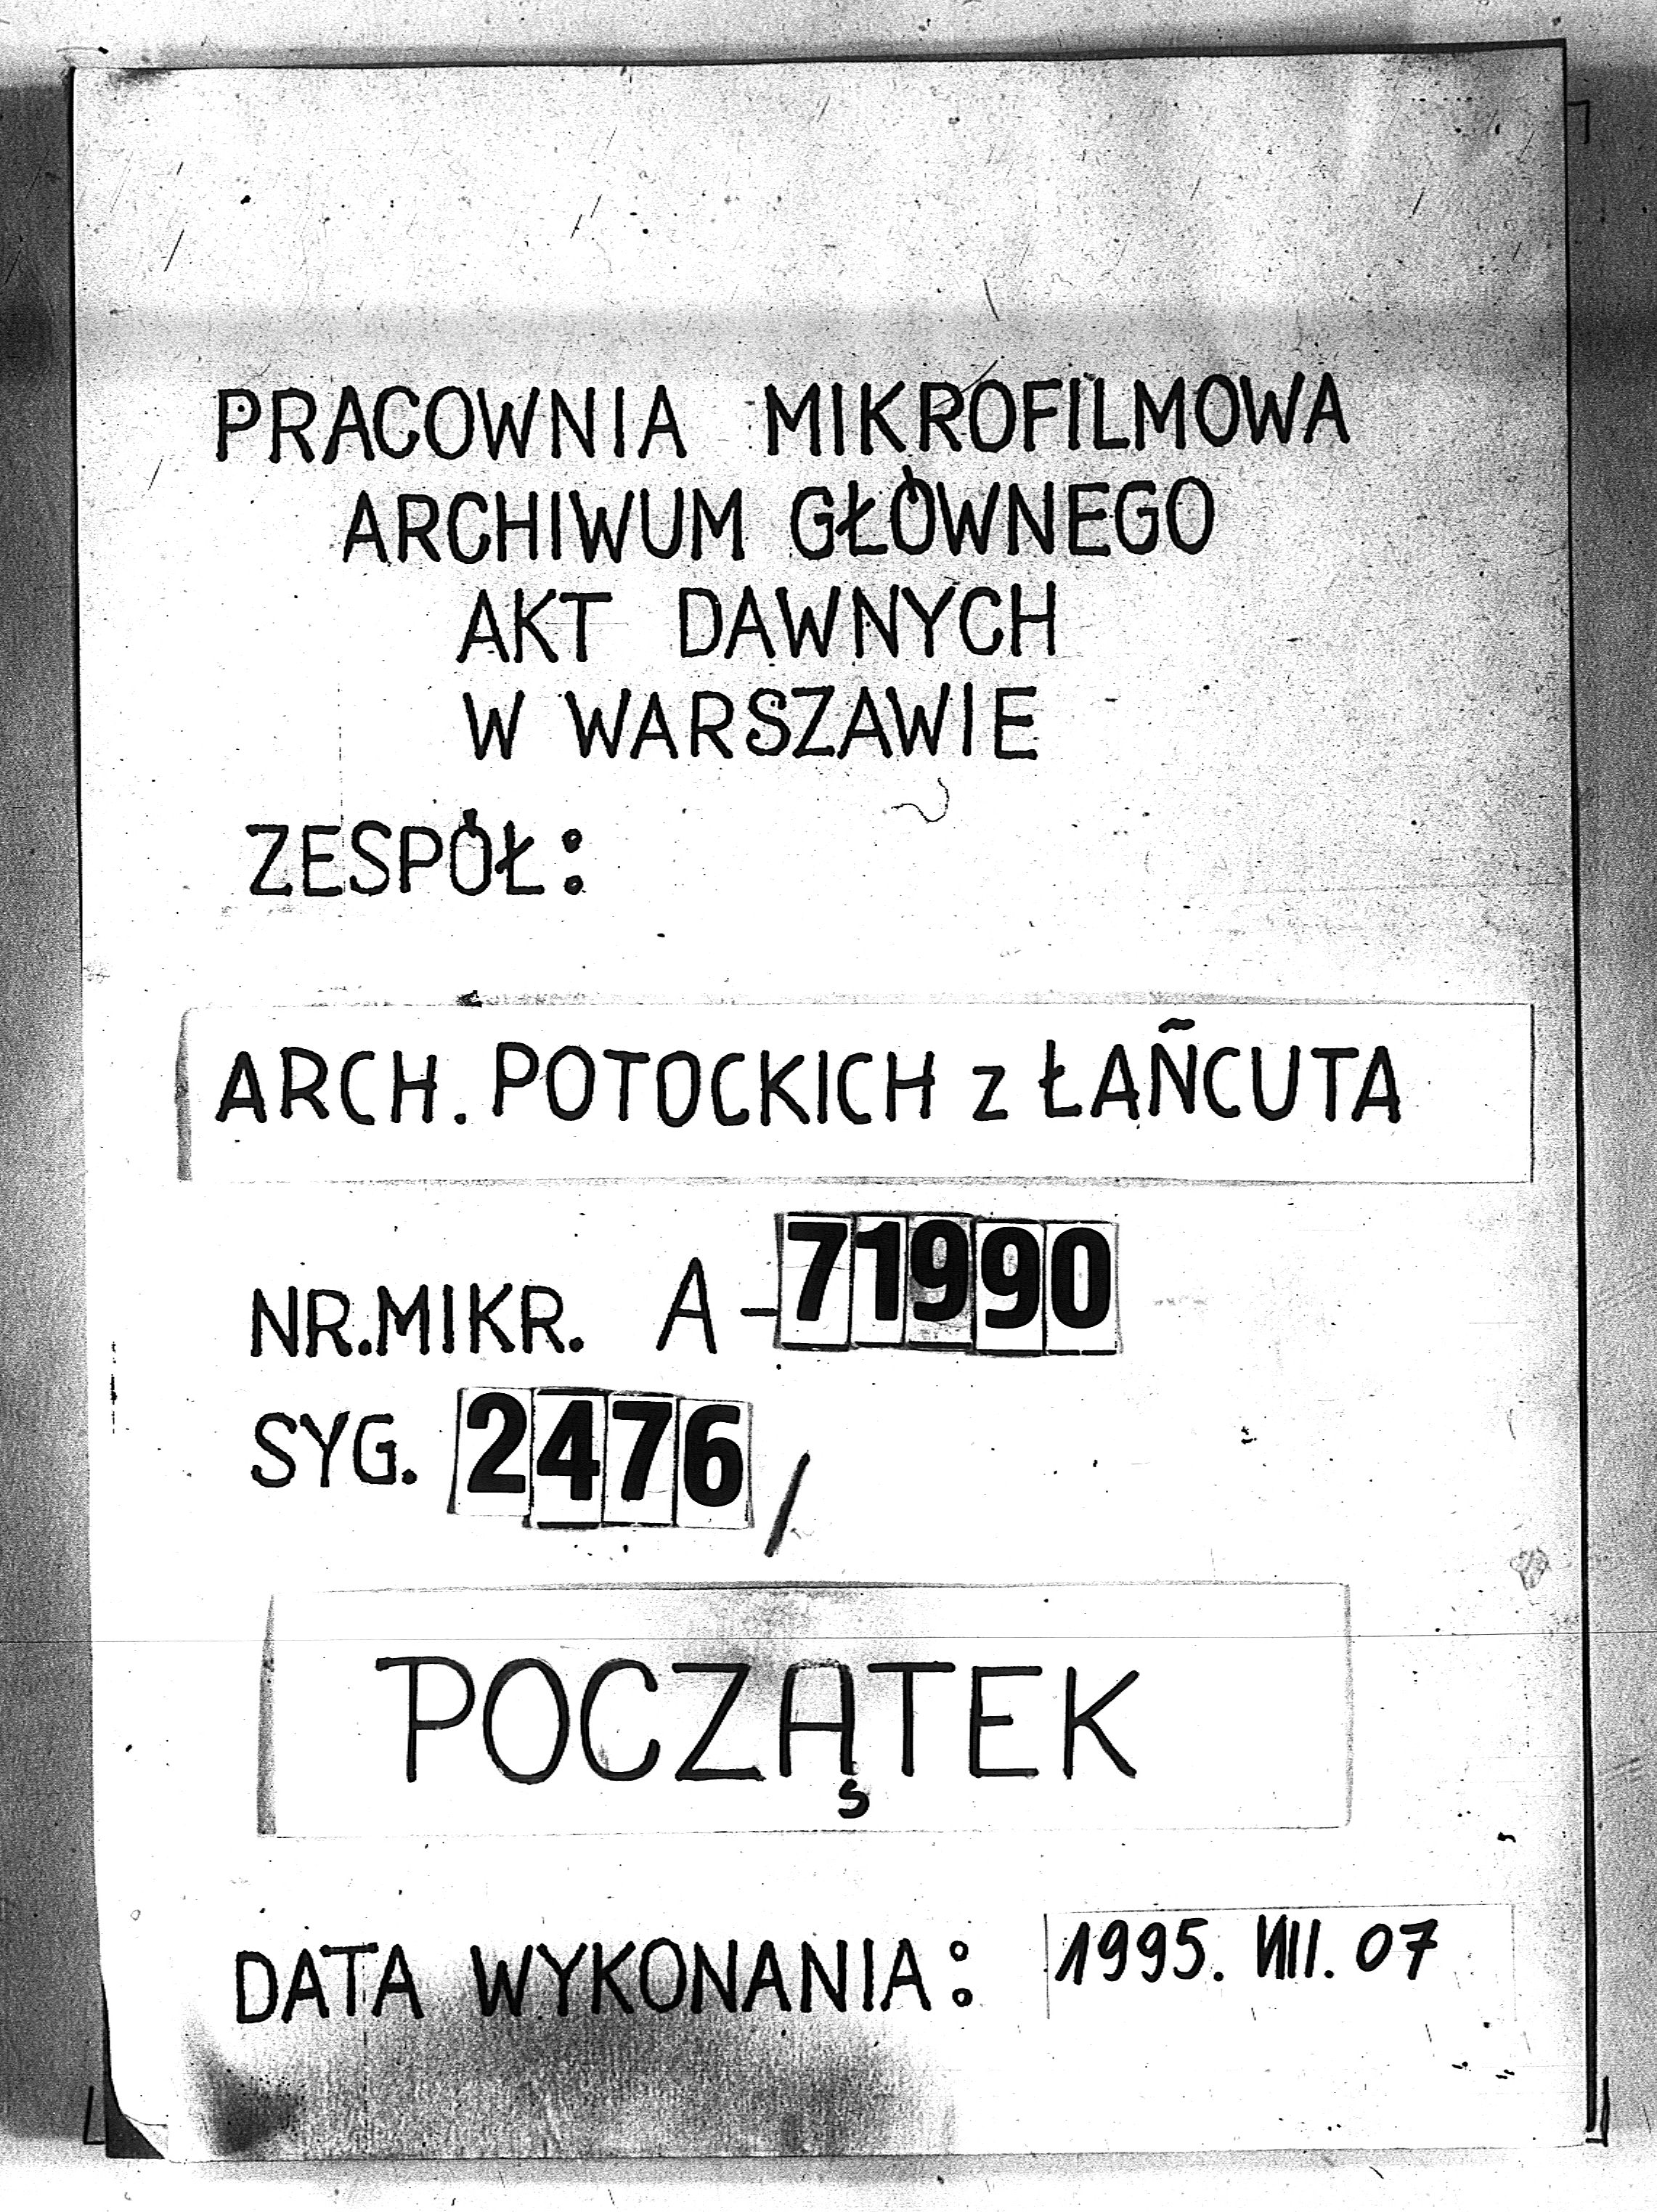 PRACOWNIA MIKROFILMOWA
ARCHIWUM GŁÓWNEGO
AKT DAWNYCH
W WARSZAWIE
ZESPÓŁ:
ARCH. POTOCKICH z ŁAŃCUTA
NR.MIKR. A-71990
SYG. 2476/
POCZĄTEK
DATA WYKONANIA: 1995. VIII. 07